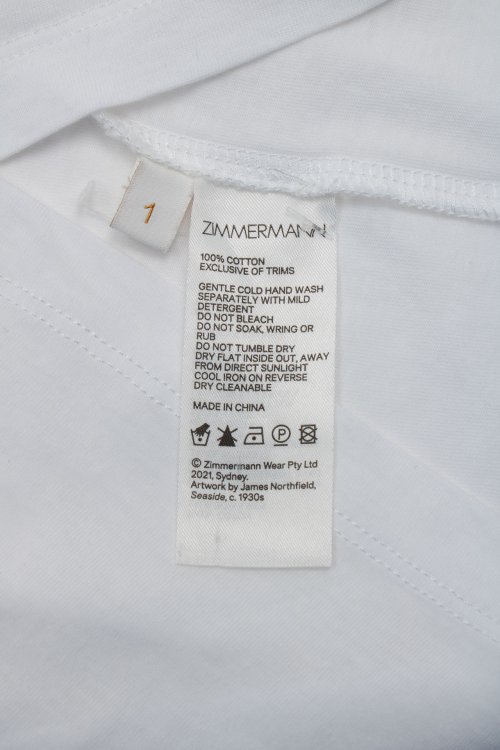 1
ZIMMERMANN
100% COTTON
EXCLUSIVE OF TRIMS
GENTLE COLD HAND WASH
SEPARATELY WITH MILD
DETERGENT
DO NOT BLEACH
DO NOT SOAK, WRING OR
RUB
DO NOT TUMBLE DRY
DRY FLAT INSIDE OUT, AWAY
FROM DIRECT SUNLIGHT
COOL IRON ON REVERSE
DRY CLEANABLE
MADE IN CHINA
P
© Zimmermann Wear Pty Ltd
2021, Sydney.
Artwork by James Northfield,
Seaside, c. 1930s